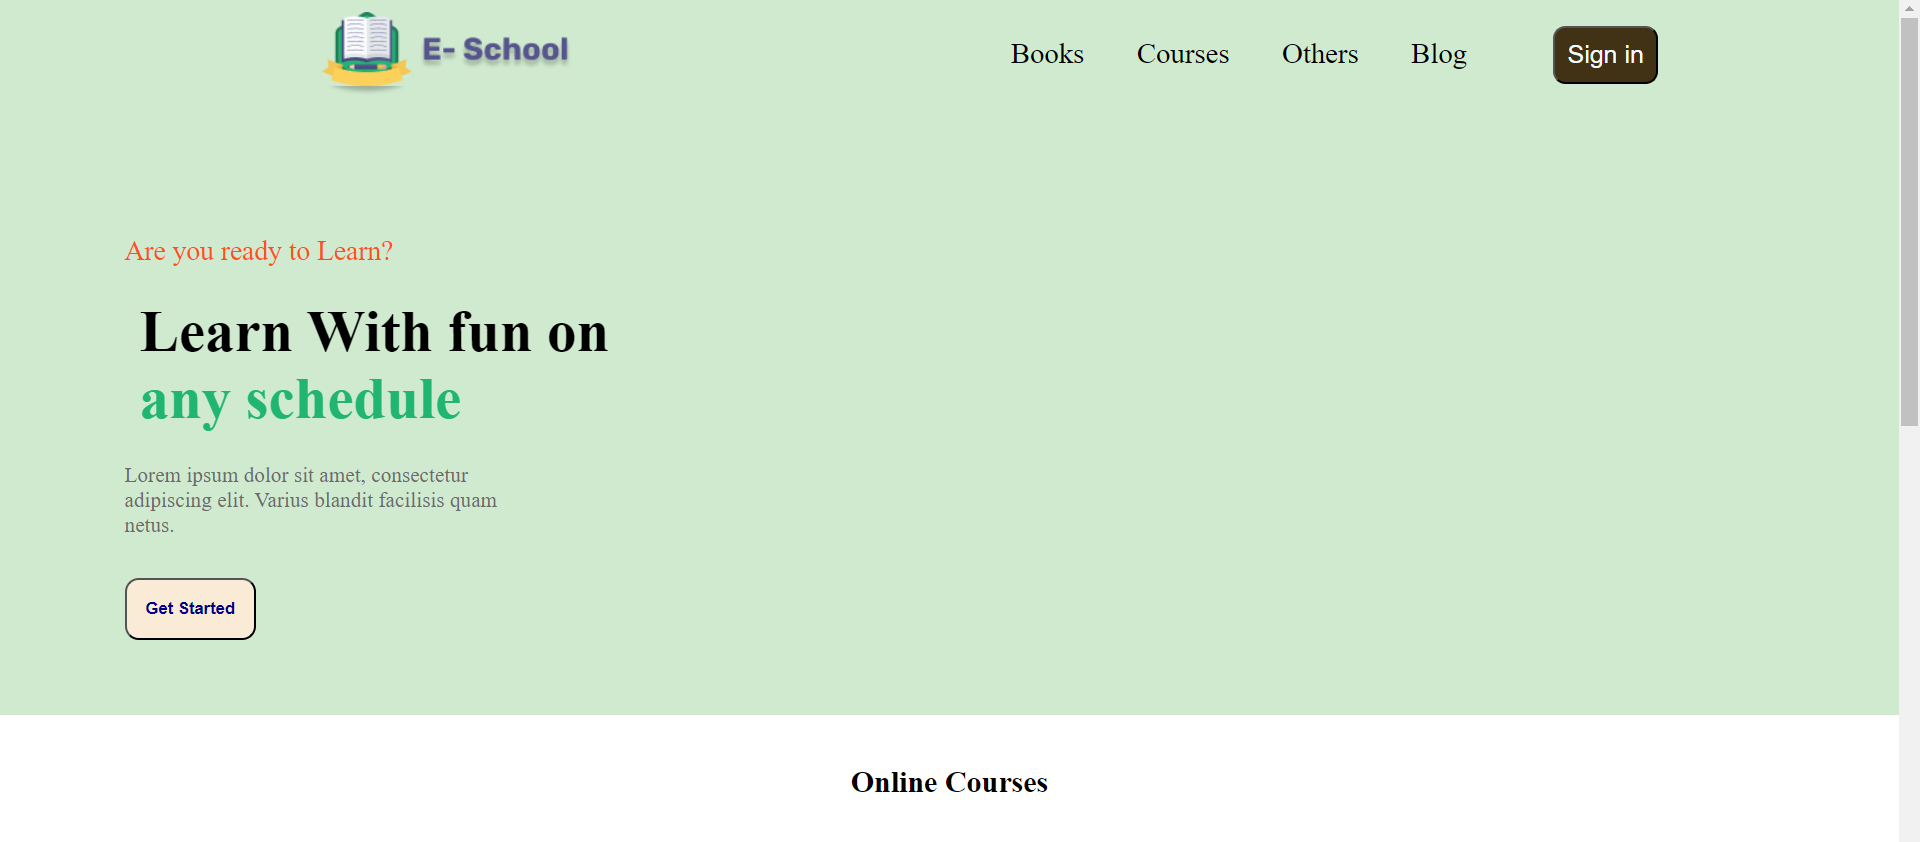 E- School
Books
Courses
Others
Blog
Sign in
Are you ready to Learn?
Learn With fun on
any schedule
Lorem ipsum dolor sit amet, consectetur
adipiscing elit. Varius blandit facilisis quam
netus.
Get Started
Online Courses